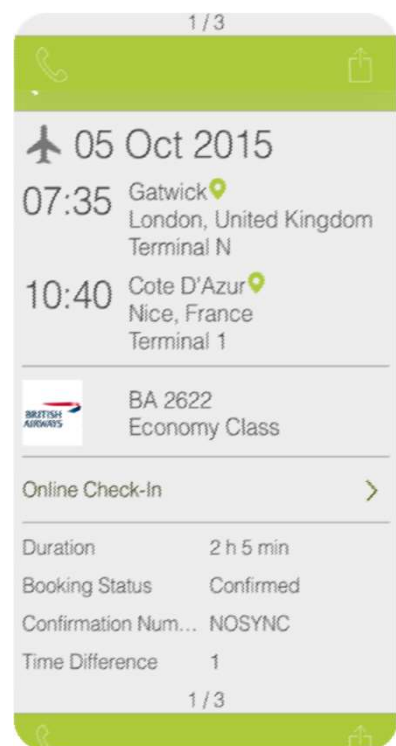 1 / 3
05 Oct 2015
07:35 Gatwick
London, United Kingdom
Terminal N
10:40 Cote D'Azur
Nice, France
Terminal 1
BRITISH AIRWAYS
BA 2622
Economy Class
Online Check-In
Duration 2 h 5 min
Booking Status Confirmed
Confirmation Num... NOSYNC
Time Difference 1
1 / 3